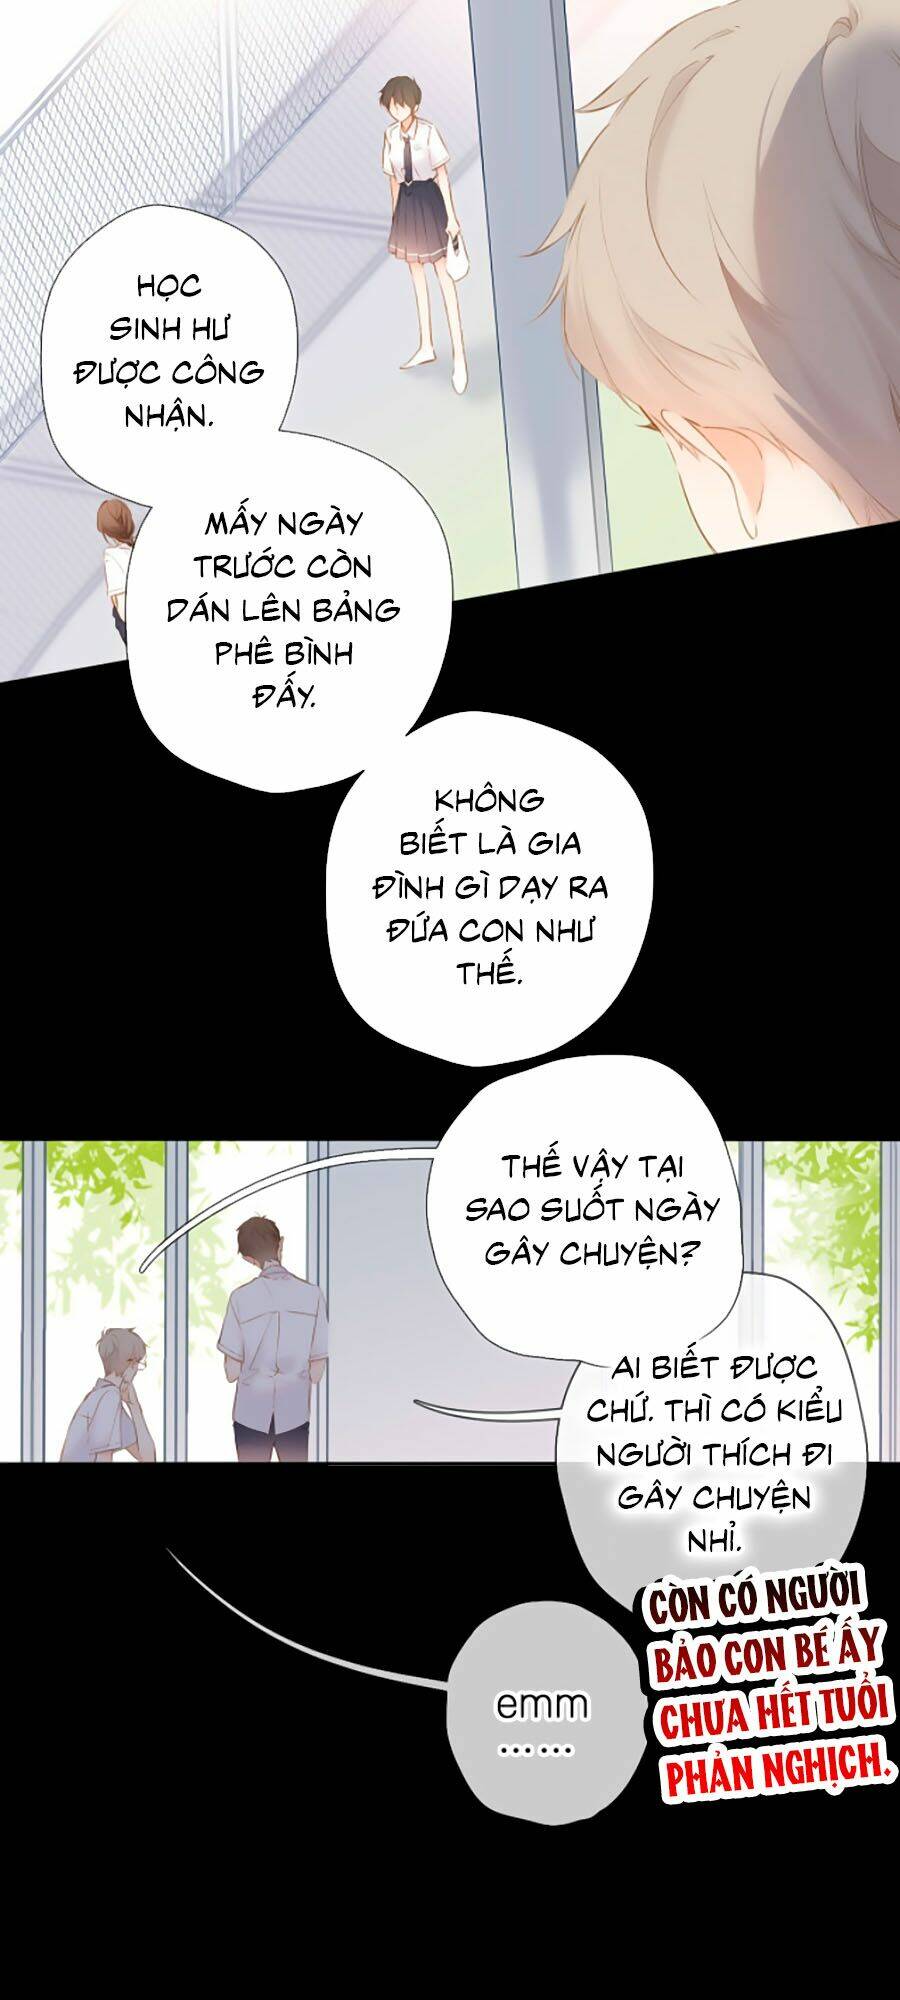 HỌC
SINH HƯ
ĐƯỢC CÔNG
NHẬN.
MẤY NGÀY
TRƯỚC CÒN
DÁN LÊN BẢNG
PHÊ BÌNH
ĐẤY.
KHÔNG
BIẾT LÀ GIA
ĐÌNH GÌ DẠY RA
ĐỨA CON NHƯ
THẾ.
THẾ VẬY TẠI
SAO SUỐT NGÀY
GÂY CHUYỆN?
AI BIẾT ĐƯỢC
CHỨ. THÌ CÓ KIỂU
NGƯỜI THÍCH ĐI
GÂY CHUYỆN
NHỈ.
CÒN CÓ NGƯỜI
BẢO CON BÉ ẤY
CHƯA HẾT TUỔI
PHẢN NGHỊCH.
emm
……